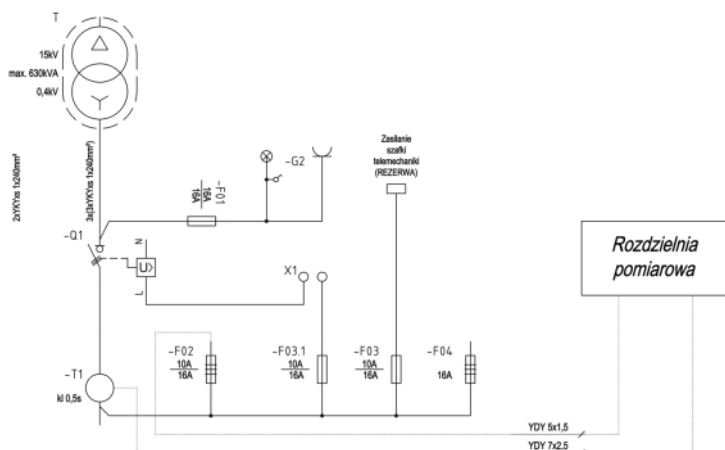 T
15kV
max. 630kVA
0,4kV
2xYKYxs 1x240mm²
3x(3xYKYxs 1x240mm²)
-F01
16A
16A
-G2
Zasilanie
szafki
telemechaniki
(REZERWA)
-Q1
N
U>
L
X1
Rozdzielnia
pomiarowa
-F02
10A
16A
-F03.1
10A
16A
-F03
10A
16A
-F04
16A
-T1
kl 0,5s
YDY 5x1,5
YDY 7x2,5